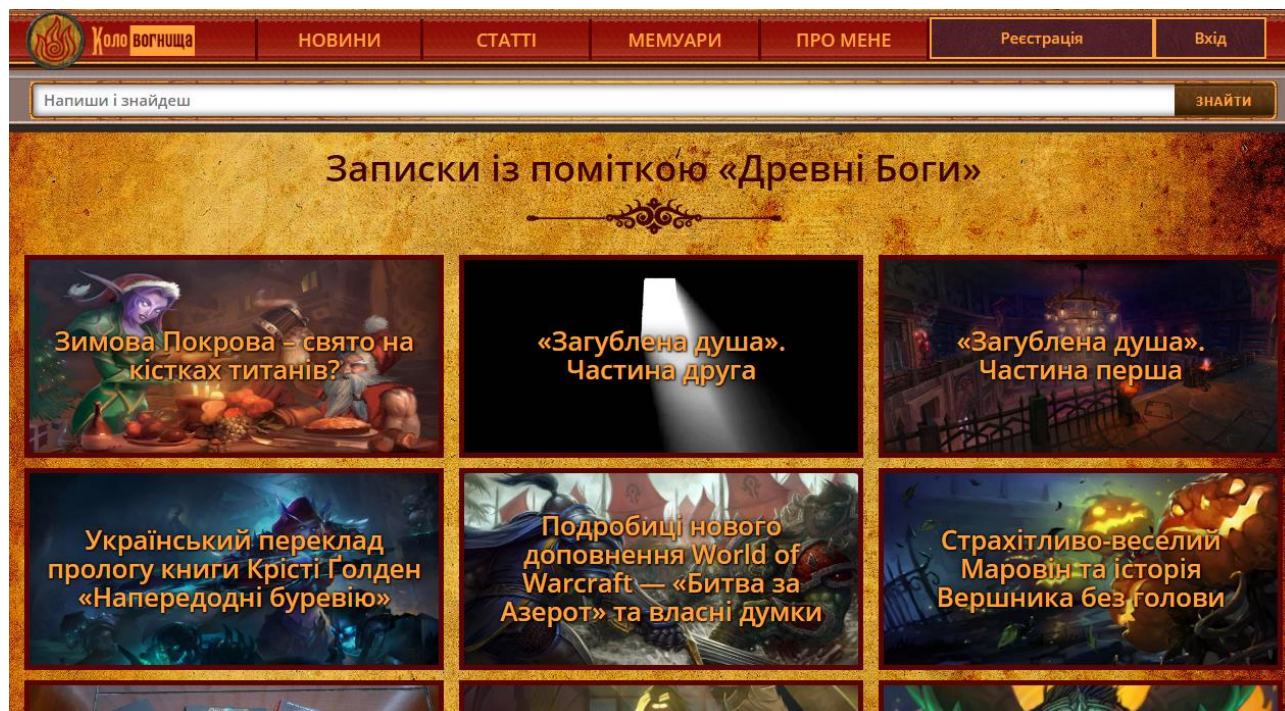 Коло вогнища
НОВИНИ
СТАТТІ
МЕМУАРИ
ПРО МЕНЕ
Реєстрація
Вхід
Напиши і знайдеш
ЗНАЙТИ
Записки із поміткою «Древні Боги»
Зимова Покрова – свято на
кістках титанів?
«Загублена душа».
Частина друга
«Загублена душа».
Частина перша
Український переклад
прологу книги Крісті Ґолден
«Напередодні буревію»
Подробиці нового
доповнення World of
Warcraft — «Битва за
Азерот» та власні думки
Страхітливо-веселий
Маровін та історія
Вершника без голови